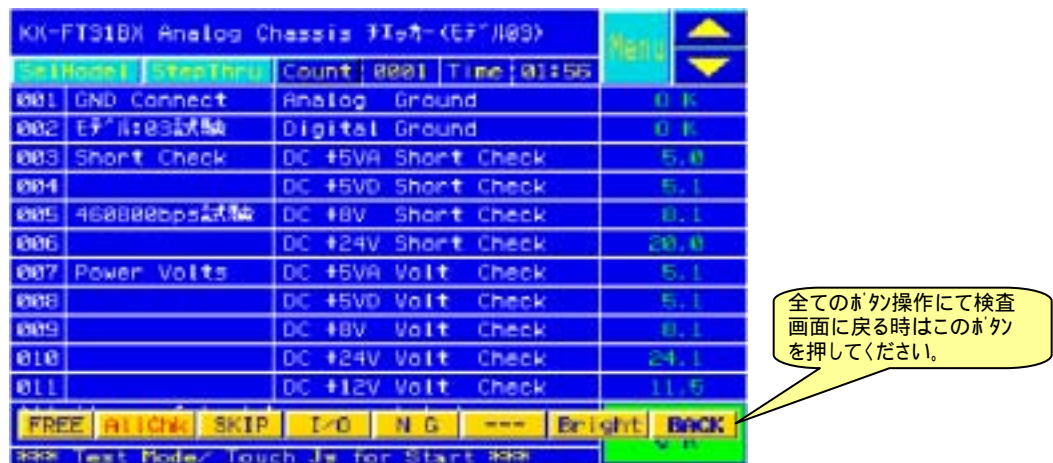 KX-FT31BX Analog Chassis ﾁｪｯｶｰ(ﾓﾃﾞﾙ03)
Menu
SelModel StepThru Count 0001 Time 01:56
001 GND Connect Analog Ground O K
002 ﾓﾃﾞﾙ:03試験 Digital Ground O K
003 Short Check DC +5VA Short Check 5.0
004 DC +5VD Short Check 5.1
005 460800bps試験 DC +8V Short Check 8.1
006 DC +24V Short Check 20.0
007 Power Volts DC +5VA Volt Check 5.1
008 DC +5VD Volt Check 5.1
009 DC +8V Volt Check 8.1
010 DC +24V Volt Check 24.1
011 DC +12V Volt Check 11.5
FREE AllChk SKIP I/O N G --- Bright BACK
*** Test Mode/ Touch Jw for Start ***
全てのﾎﾞﾀﾝ操作にて検査
画面に戻る時はこのﾎﾞﾀﾝ
を押してください。